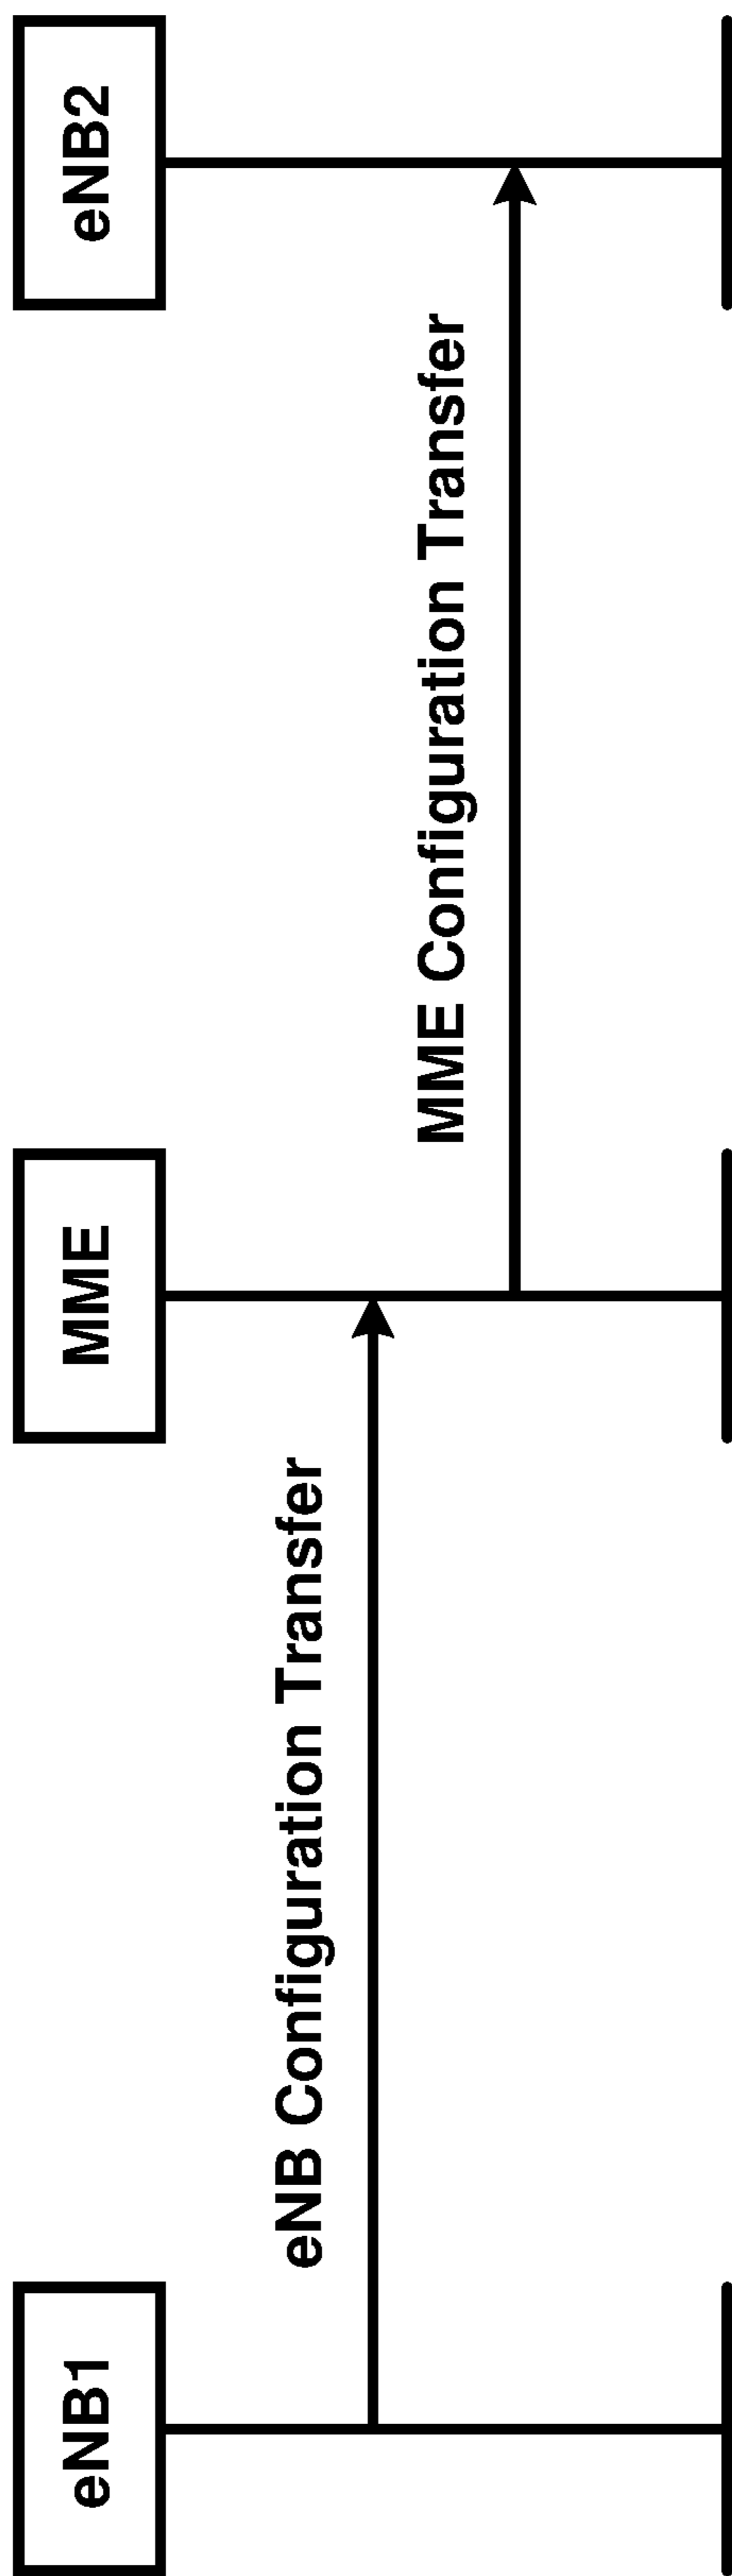 eNB1
MME
eNB2
eNB Configuration Transfer
MME Configuration Transfer